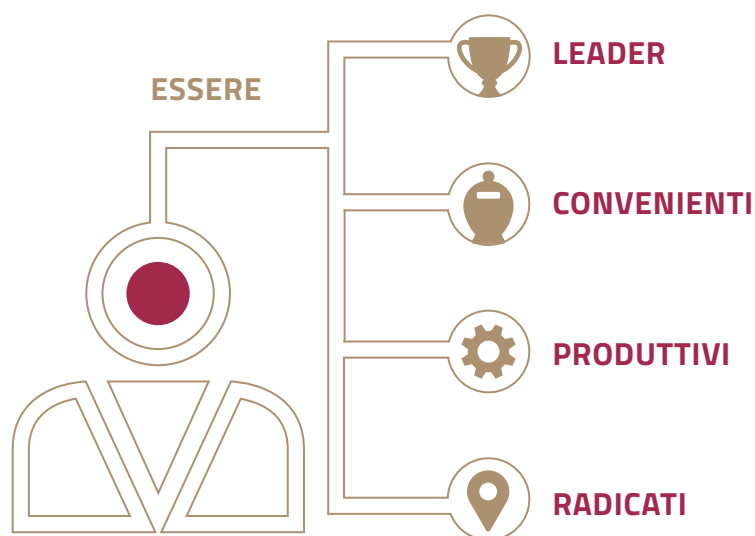 ESSERE
LEADER
CONVENIENTI
PRODUTTIVI
RADICATI